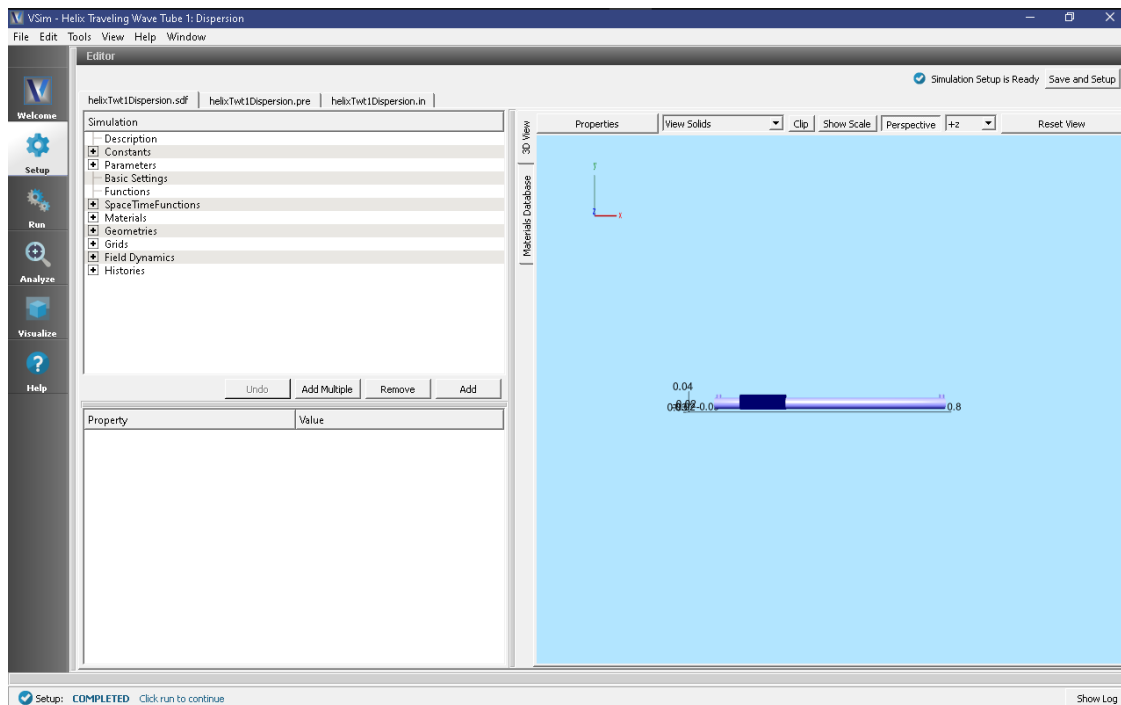 VSim - Helix Traveling Wave Tube 1: Dispersion
File Edit Tools View Help Window
Editor
Simulation Setup is Ready Save and Setup
helixTwt1Dispersion.sdf helixTwt1Dispersion.pre helixTwt1Dispersion.in
Welcome
Setup
Run
Analyze
Visualize
Help
Simulation
Description
Constants
Parameters
Basic Settings
Functions
SpaceTimeFunctions
Materials
Geometries
Grids
Field Dynamics
Histories
Undo Add Multiple Remove Add
Property Value
3D View
Materials Database
Properties View Solids Clip Show Scale Perspective +z Reset View
y
z x
0.04
0.8
Setup: COMPLETED Click run to continue Show Log